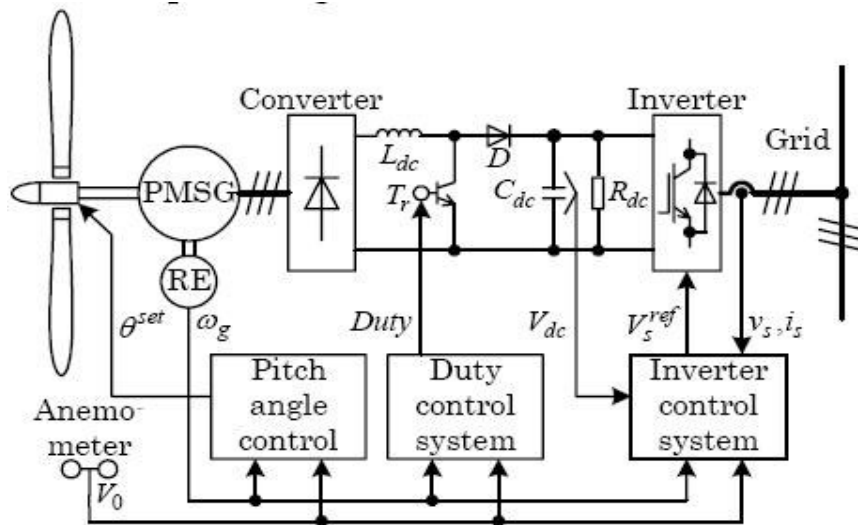 Converter
Inverter
Grid
L_dc
D
PMSG
T_r
C_dc
R_dc
RE
θ^set
ω_g
Duty
V_dc
V_s^ref
v_s, i_s
Pitch
angle
control
Duty
control
system
Inverter
control
system
Anemo-
meter
V_0